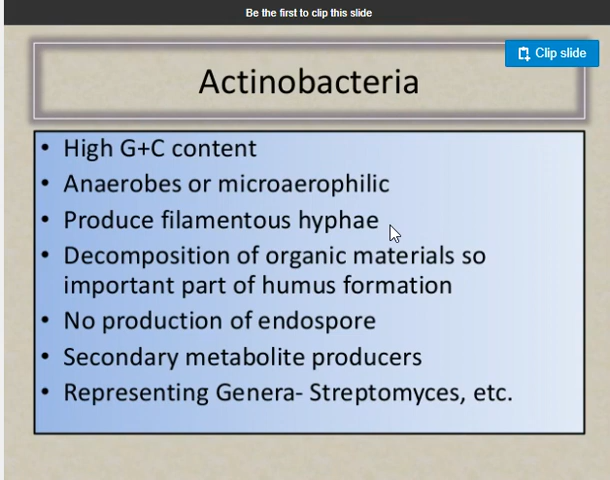 Be the first to clip this slide
Clip slide
Actinobacteria
• High G+C content
• Anaerobes or microaerophilic
• Produce filamentous hyphae
• Decomposition of organic materials so
important part of humus formation
• No production of endospore
• Secondary metabolite producers
• Representing Genera- Streptomyces, etc.